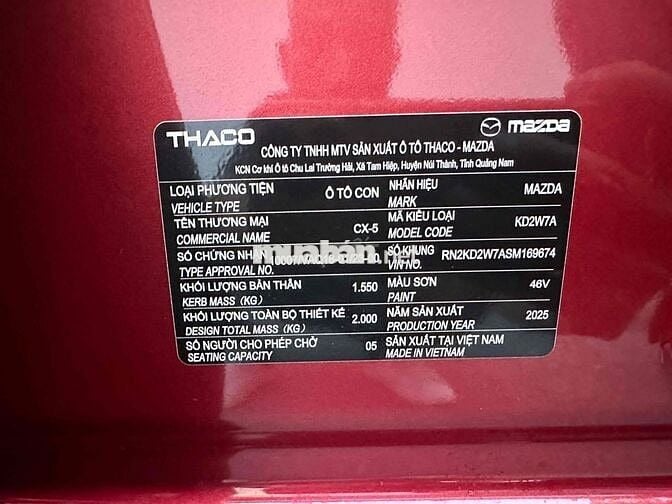 THACO mazda
CÔNG TY TNHH MTV SẢN XUẤT Ô TÔ THACO - MAZDA
KCN Cơ khí Ô tô Chu Lai Trường Hải, Xã Tam Hiệp, Huyện Núi Thành, Tỉnh Quảng Nam
LOẠI PHƯƠNG TIỆN Ô TÔ CON NHÃN HIỆU MAZDA
VEHICLE TYPE MARK
TÊN THƯƠNG MẠI CX-5 MÃ KIỂU LOẠI KD2W7A
COMMERCIAL NAME MODEL CODE
SỐ CHỨNG NHẬN SỐ KHUNG RN2KD2W7ASM169674
TYPE APPROVAL NO. VIN NO.
KHỐI LƯỢNG BẢN THÂN 1.550 MÀU SƠN 46V
KERB MASS (KG) PAINT
KHỐI LƯỢNG TOÀN BỘ THIẾT KẾ 2.000 NĂM SẢN XUẤT 2025
DESIGN TOTAL MASS (KG) PRODUCTION YEAR
SỐ NGƯỜI CHO PHÉP CHỞ 05 SẢN XUẤT TẠI VIỆT NAM
SEATING CAPACITY MADE IN VIETNAM